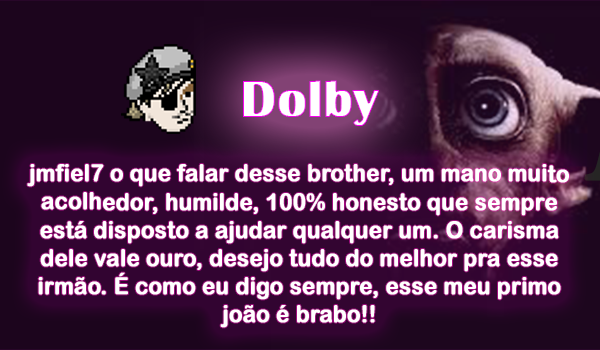 Dolby
jmfiel7 o que falar desse brother, um mano muito
acolhedor, humilde, 100% honesto que sempre
está disposto a ajudar qualquer um. O carisma
dele vale ouro, desejo tudo do melhor pra esse
irmão. É como eu digo sempre, esse meu primo
joão é brabo!!